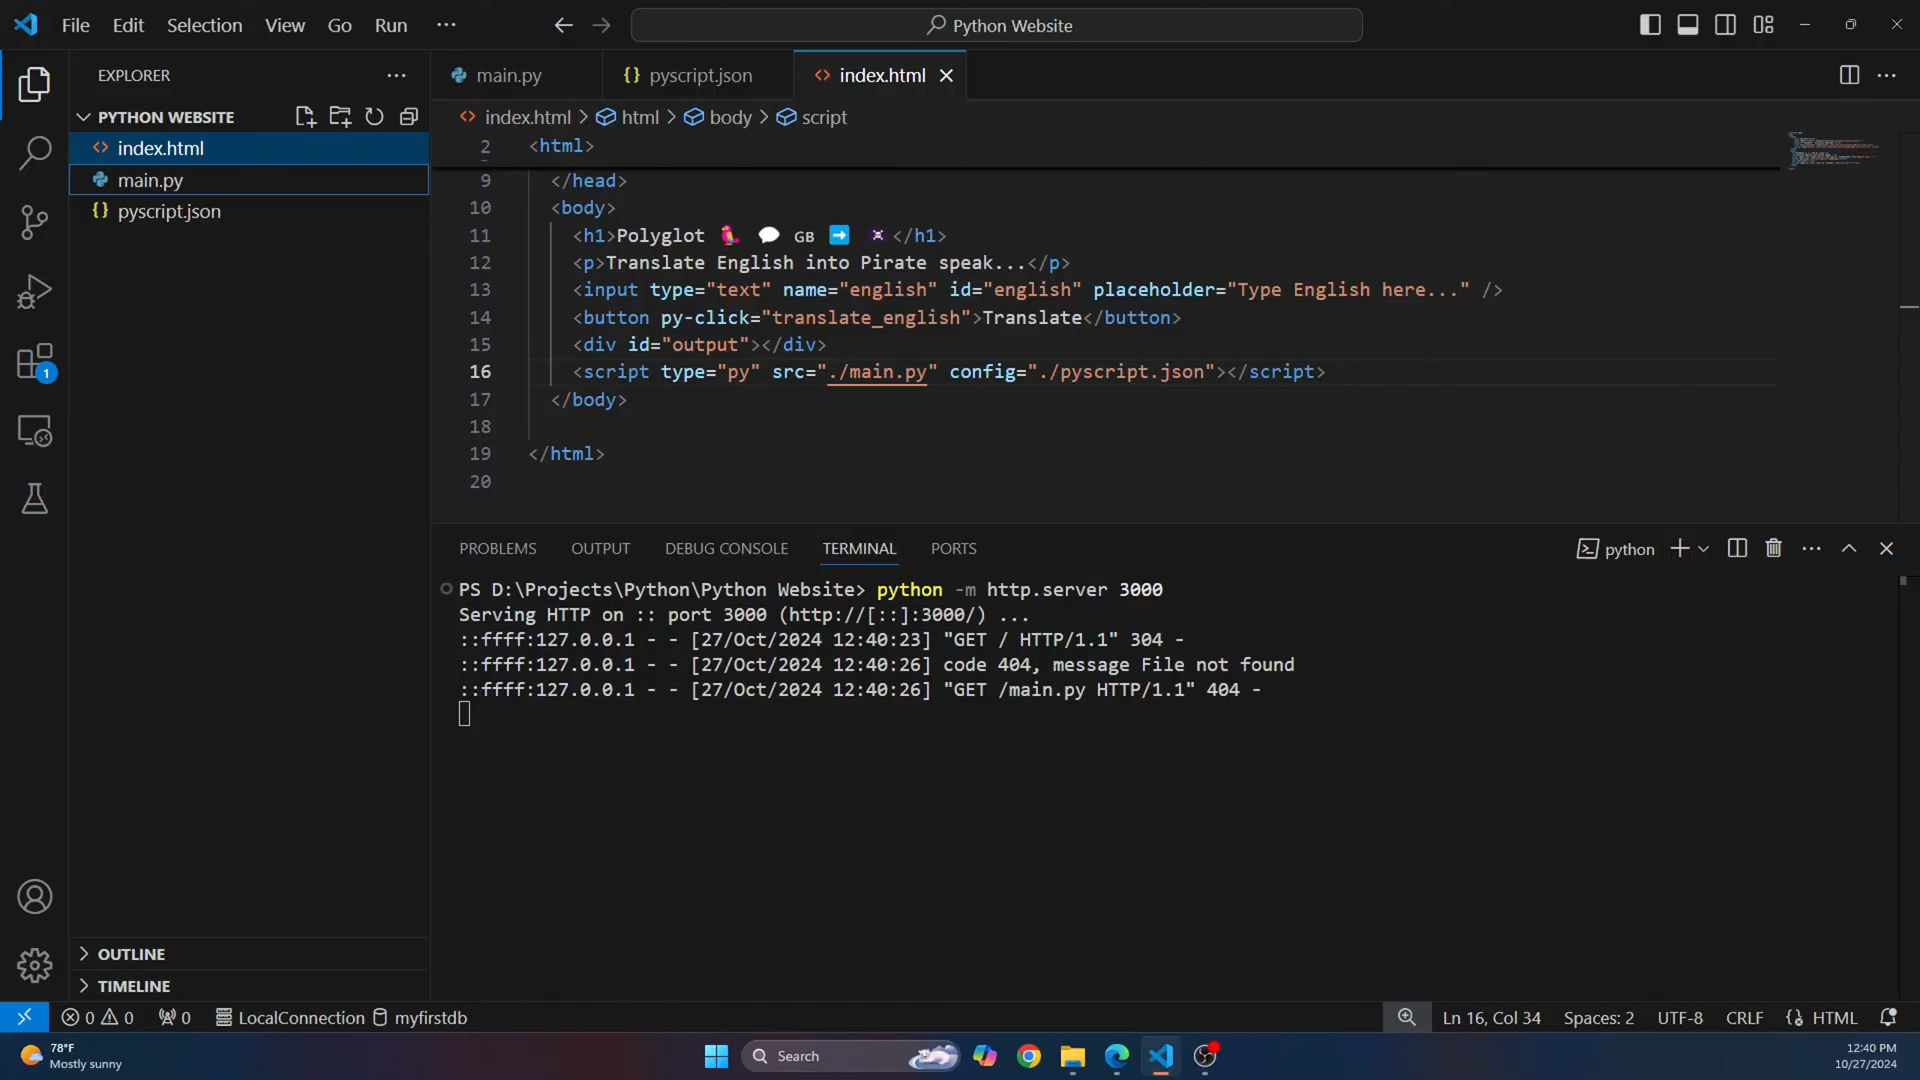 File Edit Selection View Go Run ···
Python Website
EXPLORER
main.py
pyscript.json
index.html
PYTHON WEBSITE
index.html > html > body > script
index.html
main.py
pyscript.json
2 <html>
9 </head>
10 <body>
11 <h1>Polyglot 🦜 💬 GB ➡️ ☠️</h1>
12 <p>Translate English into Pirate speak...</p>
13 <input type="text" name="english" id="english" placeholder="Type English here..." />
14 <button py-click="translate_english">Translate</button>
15 <div id="output"></div>
16 <script type="py" src="./main.py" config="./pyscript.json"></script>
17 </body>
18
19 </html>
20
PROBLEMS OUTPUT DEBUG CONSOLE TERMINAL PORTS
python
PS D:\Projects\Python\Python Website> python -m http.server 3000
Serving HTTP on :: port 3000 (http://[::]:3000/) ...
::ffff:127.0.0.1 - - [27/Oct/2024 12:40:23] "GET / HTTP/1.1" 304 -
::ffff:127.0.0.1 - - [27/Oct/2024 12:40:26] code 404, message File not found
::ffff:127.0.0.1 - - [27/Oct/2024 12:40:26] "GET /main.py HTTP/1.1" 404 -
1
OUTLINE
TIMELINE
0 0 0 LocalConnection myfirstdb
Ln 16, Col 34 Spaces: 2 UTF-8 CRLF HTML
78°F
Mostly sunny
Search
12:40 PM
10/27/2024